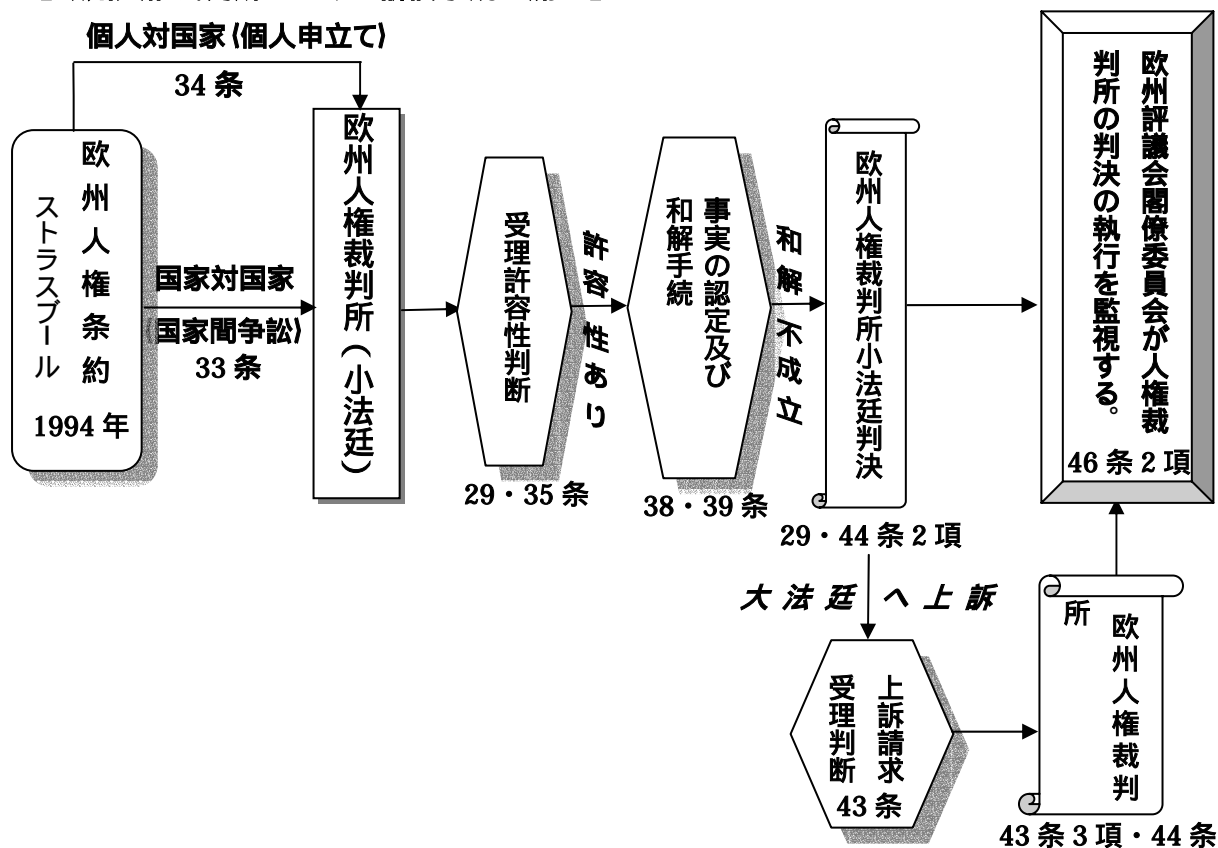 個人対国家(個人申立て)
34条
欧州人権条約
ストラスブール
1994年
国家対国家
(国家間争訟)
33条
欧州人権裁判所(小法廷)
受理許容性判断
29・35条
許容性あり
事実の認定及び
和解手続
38・39条
和解不成立
欧州人権裁判所小法廷判決
29・44条2項
欧州評議会閣僚委員会が人権裁
判所の判決の執行を監視する。
46条2項
大法廷へ上訴
上訴請求
受理判断
43条
欧州人権裁判
所
43条3項・44条